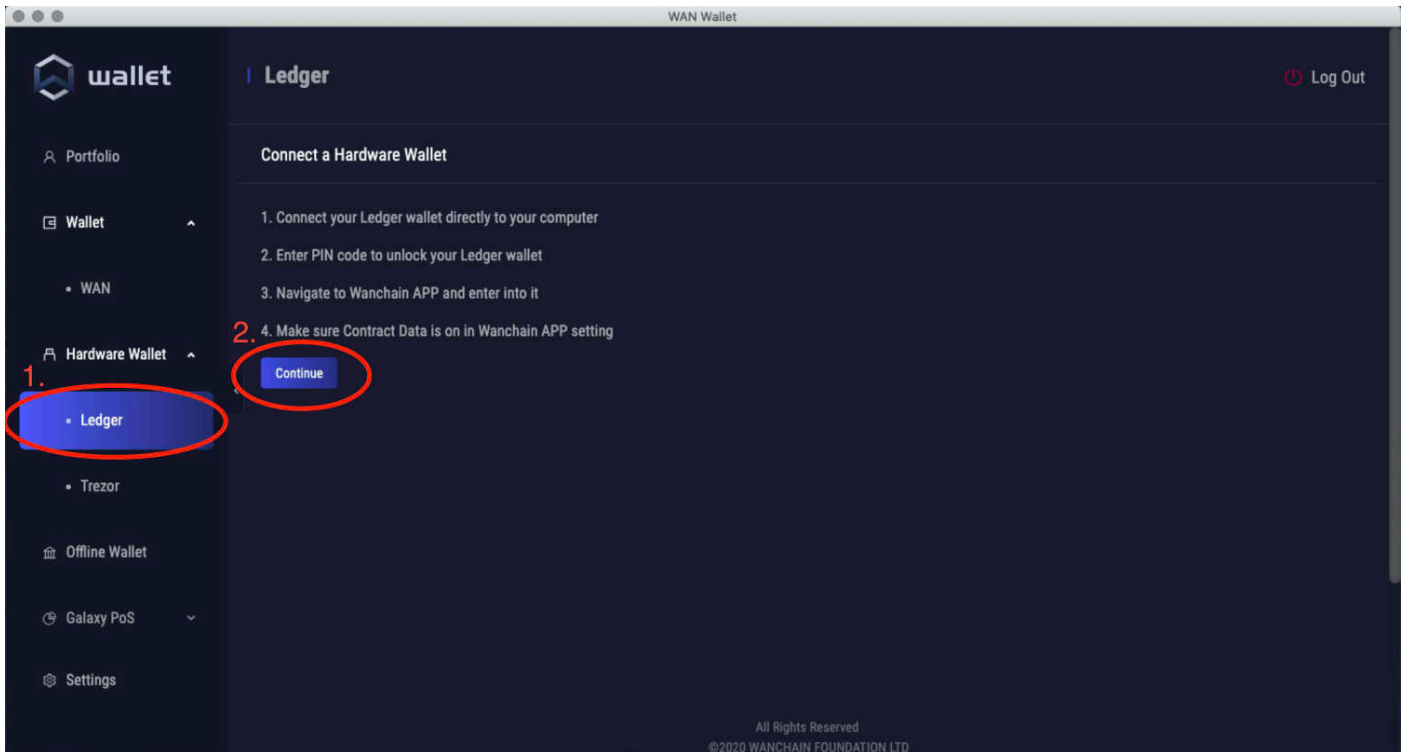 WAN Wallet
wallet
Ledger
Log Out
Portfolio
Connect a Hardware Wallet
Wallet
1. Connect your Ledger wallet directly to your computer
2. Enter PIN code to unlock your Ledger wallet
WAN
3. Navigate to Wanchain APP and enter into it
2.
4. Make sure Contract Data is on in Wanchain APP setting
Hardware Wallet
1.
Continue
Ledger
Trezor
Offline Wallet
Galaxy PoS
Settings
All Rights Reserved
©2020 WANCHAIN FOUNDATION LTD